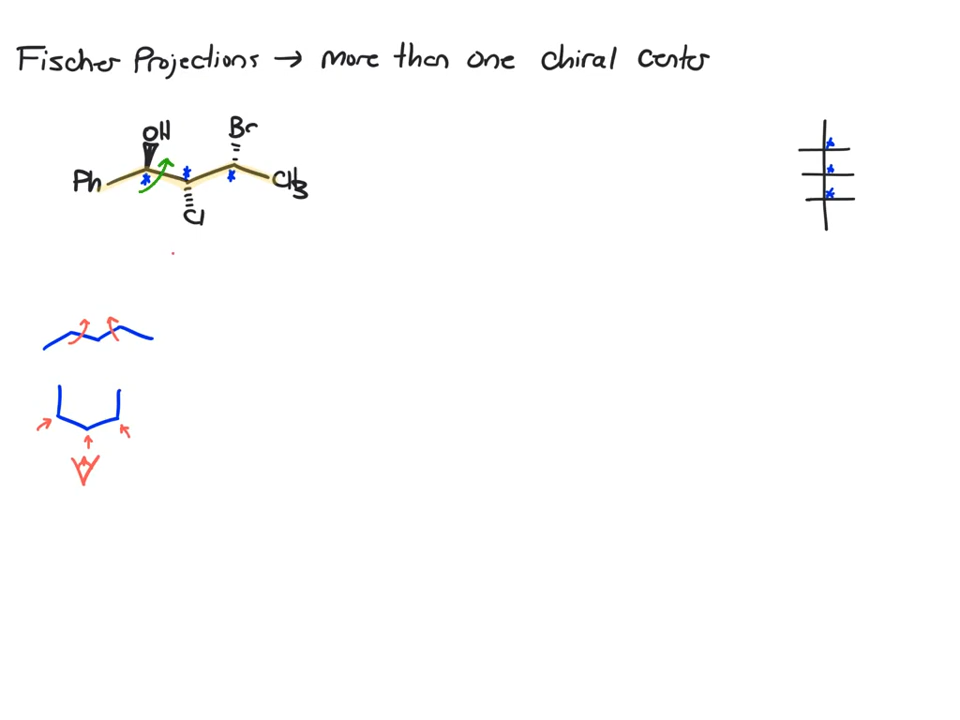 Fischer Projections → more than one chiral center
OH Br
Ph CH3
Cl